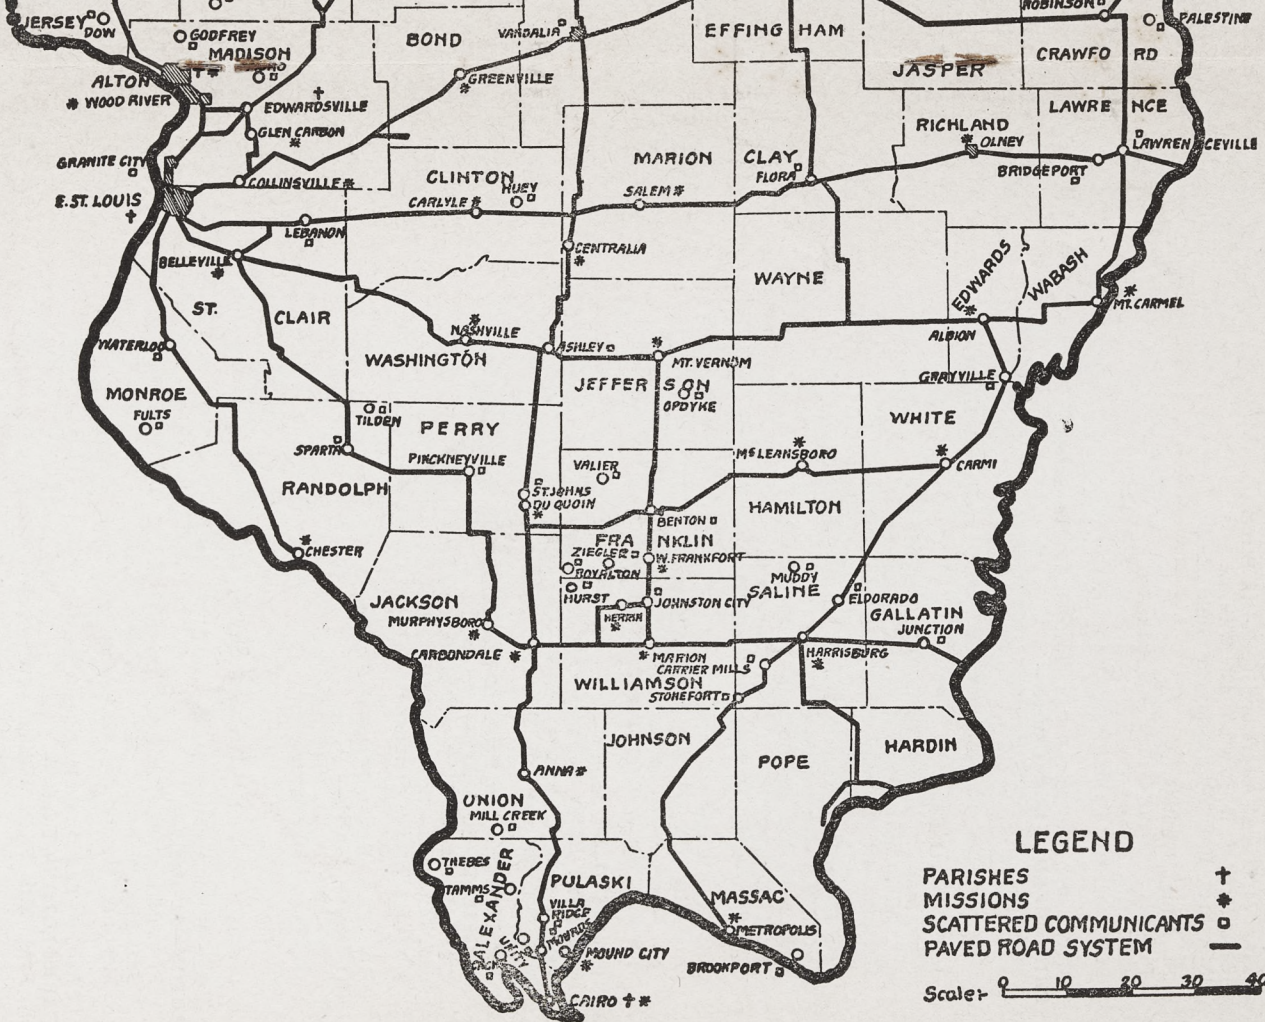 JERSEY
DOW
GODFREY
MADISON
BOND
VANDALIA
GREENVILLE
EFFINGHAM
JASPER
ROBINSON
PALESTINE
CRAWFORD
ALTON
WOOD RIVER
EDWARDSVILLE
GLEN CARBON
GRANITE CITY
COLLINSVILLE
E. ST. LOUIS
CLINTON
HUEY
CARLYLE
LEBANON
MARION
SALEM
CLAY
FLORA
RICHLAND
OLNEY
LAWRENCE
LAWRENCEVILLE
BRIDGEPORT
BELLEVILLE
CENTRALIA
WAYNE
EDWARDS
WABASH
MT. CARMEL
ALBION
ST.
CLAIR
NASHVILLE
WASHINGTON
ASHLEY
MT. VERNOM
JEFFERSON
OPDYKE
GRAYVILLE
WATERLOO
MONROE
FULTS
TILDEN
SPARTA
PERRY
PINCKNEYVILLE
WHITE
McLEANSBORO
CARMI
RANDOLPH
VALIER
ST. JOHNS
DU QUOIN
BENTON
HAMILTON
CHESTER
FRANKLIN
ZIEGLER
ROYALTON
W. FRANKFORT
HURST
HERRIN
JOHNSTON CITY
MUDDY
SALINE
ELDORADO
GALLATIN
JUNCTION
JACKSON
MURPHYSBORO
CARBONDALE
MARION
CARRIER MILLS
HARRISBURG
WILLIAMSON
STONEFORT
JOHNSON
POPE
HARDIN
ANNA
UNION
MILL CREEK
THEBES
TAMMS
ALEXANDER
PULASKI
VILLA
RIDGE
MOUNDS
UNITY
MOUND CITY
CAIRO
MASSAC
METROPOLIS
BROOKPORT
LEGEND
PARISHES
MISSIONS
SCATTERED COMMUNICANTS
PAVED ROAD SYSTEM
Scale:- 0 10 20 30 40